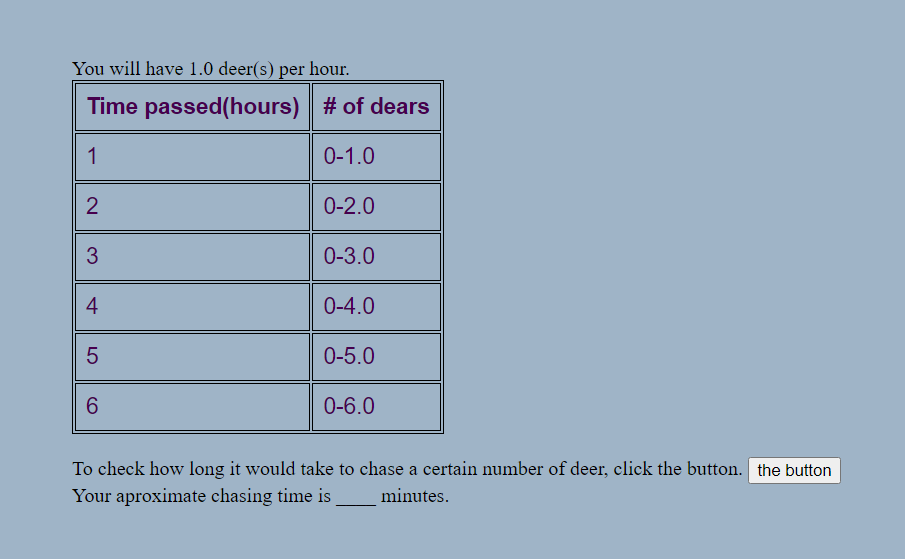 You will have 1.0 deer(s) per hour.
Time passed(hours) # of dears
1 0-1.0
2 0-2.0
3 0-3.0
4 0-4.0
5 0-5.0
6 0-6.0
To check how long it would take to chase a certain number of deer, click the button. the button
Your aproximate chasing time is ____ minutes.